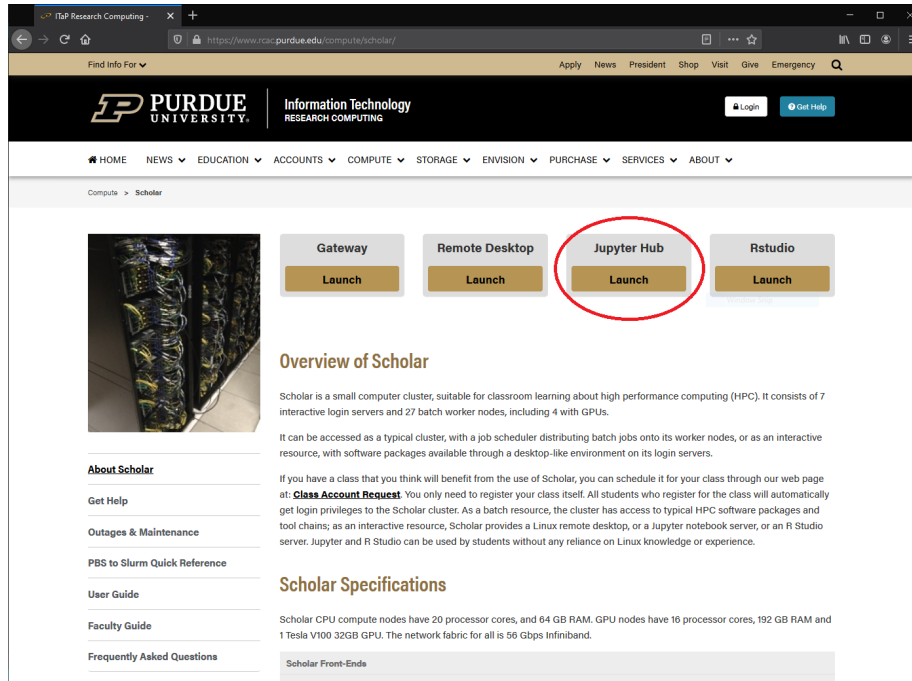 ITaP Research Computing -
https://www.rcac.purdue.edu/compute/scholar/
Find Info For
Apply News President Shop Visit Give Emergency
PURDUE
UNIVERSITY.
Information Technology
RESEARCH COMPUTING
Login
Get Help
HOME NEWS EDUCATION ACCOUNTS COMPUTE STORAGE ENVISION PURCHASE SERVICES ABOUT
Compute > Scholar
Gateway Remote Desktop Jupyter Hub Rstudio
Launch Launch Launch Launch
Overview of Scholar
Scholar is a small computer cluster, suitable for classroom learning about high performance computing (HPC). It consists of 7
interactive login servers and 27 batch worker nodes, including 4 with GPUs.
It can be accessed as a typical cluster, with a job scheduler distributing batch jobs onto its worker nodes, or as an interactive
resource, with software packages available through a desktop-like environment on its login servers.
If you have a class that you think will benefit from the use of Scholar, you can schedule it for your class through our web page
at: Class Account Request. You only need to register your class itself. All students who register for the class will automatically
get login privileges to the Scholar cluster. As a batch resource, the cluster has access to typical HPC software packages and
tool chains; as an interactive resource, Scholar provides a Linux remote desktop, or a Jupyter notebook server, or an R Studio
server. Jupyter and R Studio can be used by students without any reliance on Linux knowledge or experience.
Scholar Specifications
Scholar CPU compute nodes have 20 processor cores, and 64 GB RAM. GPU nodes have 16 processor cores, 192 GB RAM and
1 Tesla V100 32GB GPU. The network fabric for all is 56 Gbps Infiniband.
Scholar Front-Ends
About Scholar
Get Help
Outages & Maintenance
PBS to Slurm Quick Reference
User Guide
Faculty Guide
Frequently Asked Questions